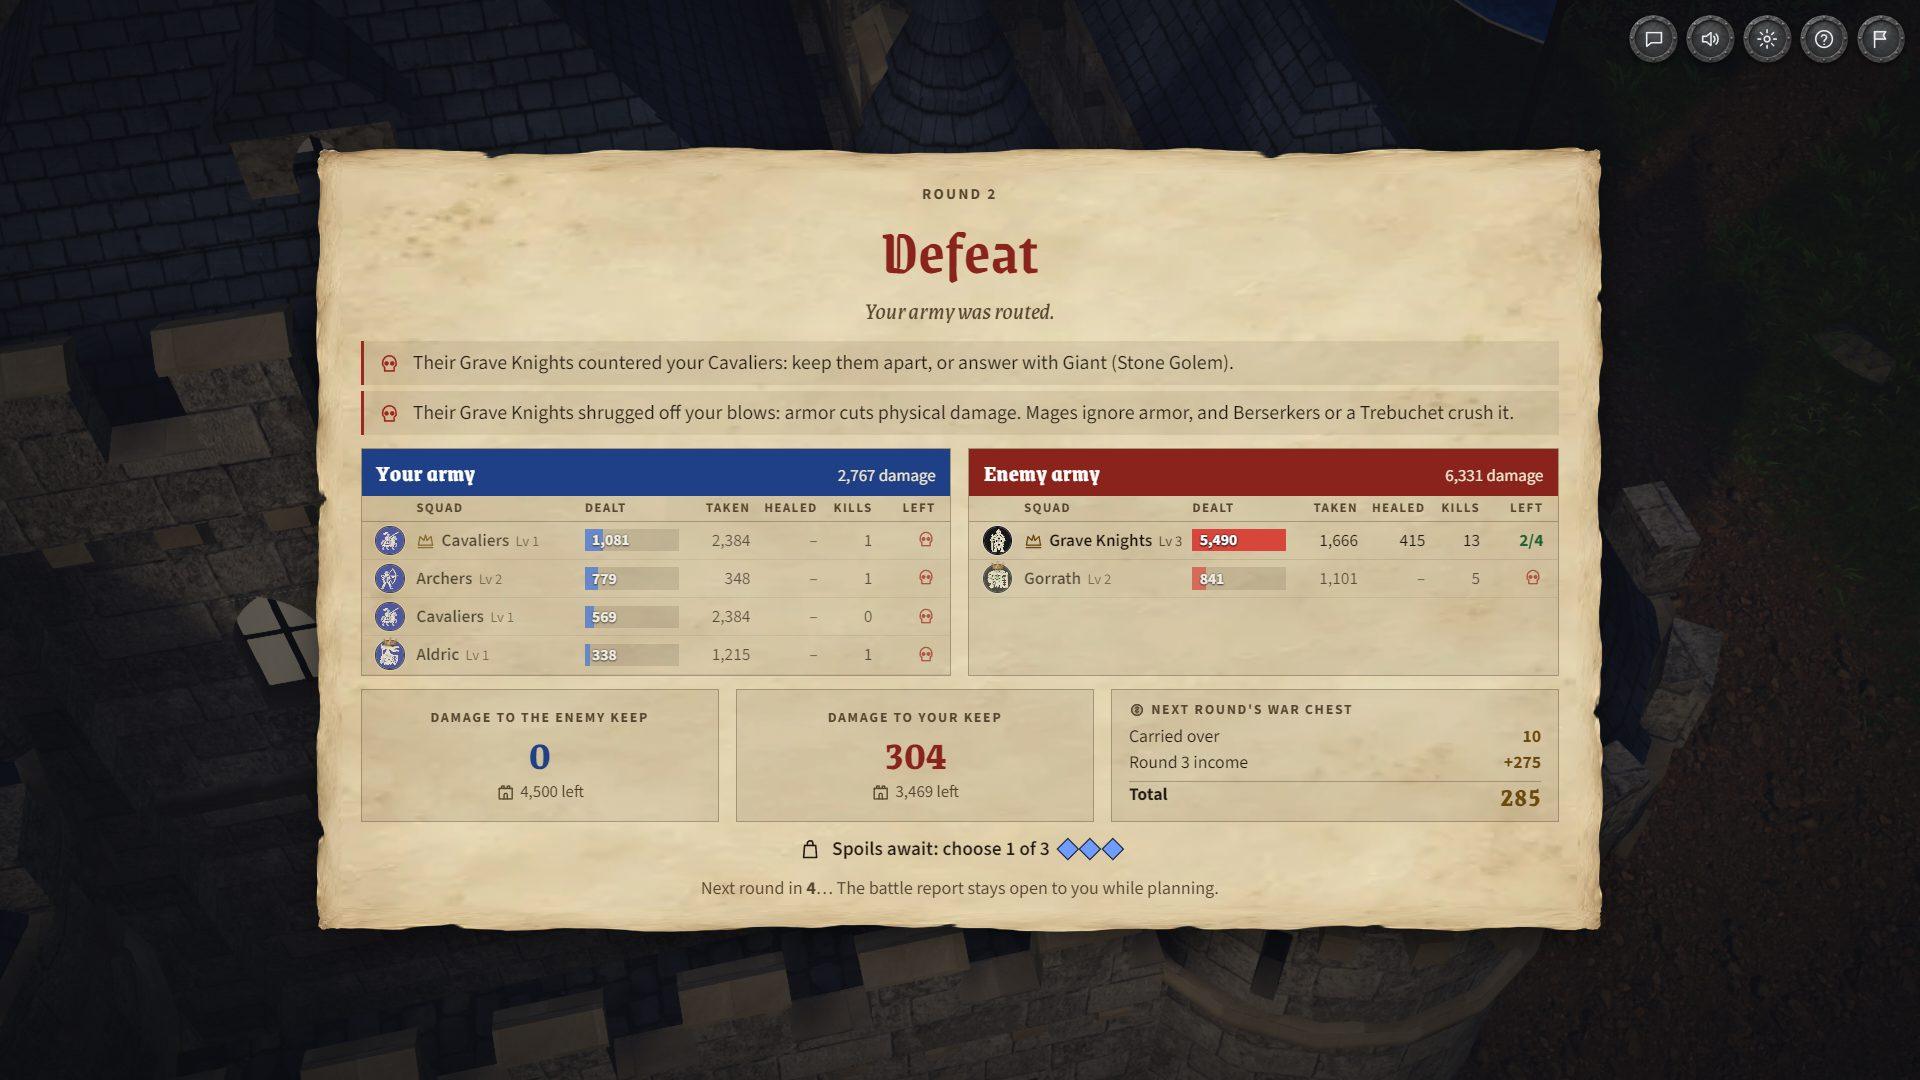 ROUND 2
Defeat
Your army was routed.
Their Grave Knights countered your Cavaliers: keep them apart, or answer with Giant (Stone Golem).
Their Grave Knights shrugged off your blows: armor cuts physical damage. Mages ignore armor, and Berserkers or a Trebuchet crush it.
Your army 2,767 damage
SQUAD DEALT TAKEN HEALED KILLS LEFT
Cavaliers Lv 1 1,081 2,384 – 1
Archers Lv 2 779 348 – 1
Cavaliers Lv 1 569 2,384 – 0
Aldric Lv 1 338 1,215 – 1
Enemy army 6,331 damage
SQUAD DEALT TAKEN HEALED KILLS LEFT
Grave Knights Lv 3 5,490 1,666 415 13 2/4
Gorrath Lv 2 841 1,101 – 5
DAMAGE TO THE ENEMY KEEP
0
4,500 left
DAMAGE TO YOUR KEEP
304
3,469 left
NEXT ROUND'S WAR CHEST
Carried over 10
Round 3 income +275
Total 285
Spoils await: choose 1 of 3
Next round in 4… The battle report stays open to you while planning.